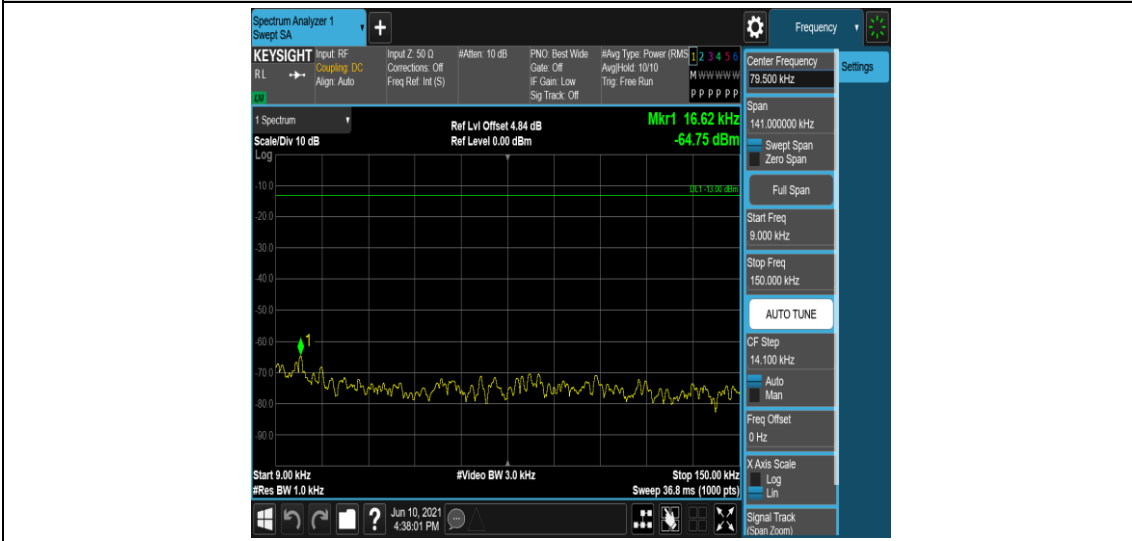 Spectrum Analyzer 1
Swept SA
+
Frequency
KEYSIGHT
RL
Input: RF
Coupling: DC
Align: Auto
Input Z: 50 Ω
Corrections: Off
Freq Ref: Int (S)
#Atten: 10 dB
PNO: Best Wide
Gate: Off
IF Gain: Low
Sig Track: Off
#Avg Type: Power (RMS
Avg|Hold: 10/10
Trig: Free Run
1 2 3 4 5 6
M W W W W W
P P P P P P
1 Spectrum
Scale/Div 10 dB
Log
Ref Lvl Offset 4.84 dB
Ref Level 0.00 dBm
Mkr1 16.62 kHz
-64.75 dBm
DL1 -13.00 dBm
-10.0
-20.0
-30.0
-40.0
-50.0
-60.0
-70.0
-80.0
-90.0
1
Start 9.00 kHz
#Res BW 1.0 kHz
#Video BW 3.0 kHz
Stop 150.00 kHz
Sweep 36.8 ms (1000 pts)
Center Frequency
79.500 kHz
Settings
Span
141.000000 kHz
Swept Span
Zero Span
Full Span
Start Freq
9.000 kHz
Stop Freq
150.000 kHz
AUTO TUNE
CF Step
14.100 kHz
Auto
Man
Freq Offset
0 Hz
X Axis Scale
Log
Lin
Signal Track
(Span Zoom)
?
Jun 10, 2021
4:38:01 PM